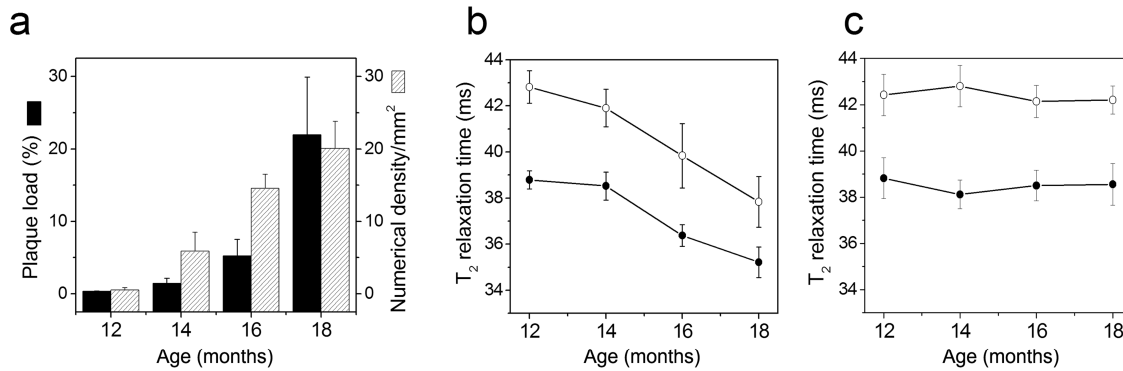 a
Plaque load (%)
30
20
10
0
30
20
10
0
Numerical density/mm²
12 14 16 18
Age (months)
b
T₂ relaxation time (ms)
44
42
40
38
36
34
12 14 16 18
Age (months)
c
T₂ relaxation time (ms)
44
42
40
38
36
34
12 14 16 18
Age (months)